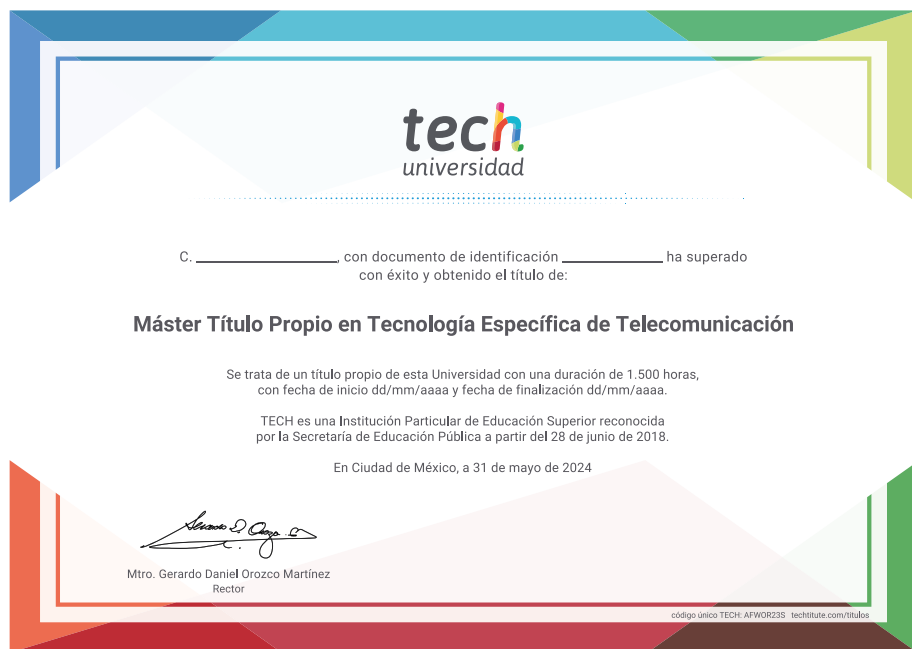 tech
universidad
C. ____________, con documento de identificación ____________ ha superado
con éxito y obtenido el título de:
Máster Título Propio en Tecnología Específica de Telecomunicación
Se trata de un título propio de esta Universidad con una duración de 1.500 horas,
con fecha de inicio dd/mm/aaaa y fecha de finalización dd/mm/aaaa.
TECH es una Institución Particular de Educación Superior reconocida
por la Secretaría de Educación Pública a partir del 28 de junio de 2018.
En Ciudad de México, a 31 de mayo de 2024
Mtro. Gerardo Daniel Orozco Martínez
Rector
código único TECH: AFWOR23S techtitute.com/titulos